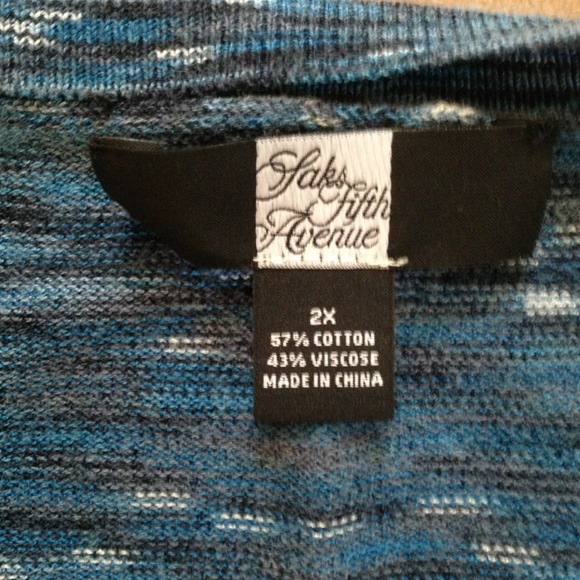 Saks
Fifth
Avenue
2X
57% COTTON
43% VISCOSE
MADE IN CHINA